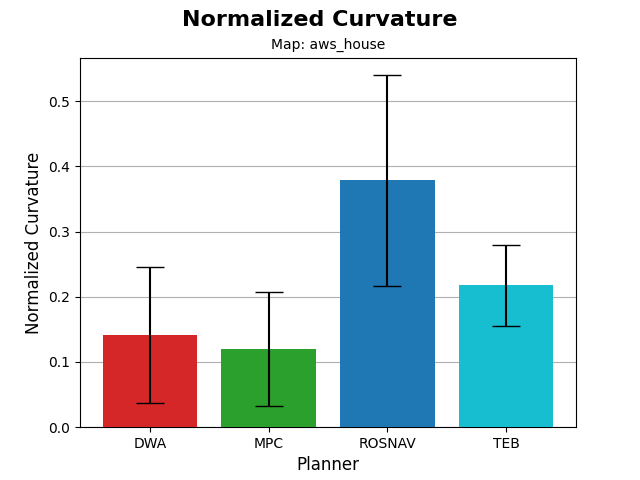 Normalized Curvature
Map: aws_house
Normalized Curvature
0.5
0.4
0.3
0.2
0.1
0.0
DWA MPC ROSNAV TEB
Planner